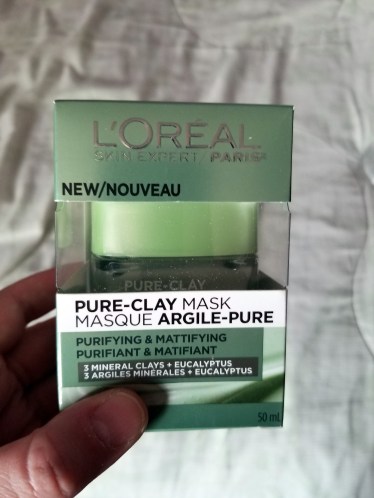 L'ORÉAL
SKIN EXPERT / PARIS
NEW/NOUVEAU
PURE-CLAY
PURE-CLAY MASK
MASQUE ARGILE-PURE
PURIFYING & MATTIFYING
PURIFIANT & MATIFIANT
3 MINERAL CLAYS + EUCALYPTUS
3 ARGILES MINÉRALES + EUCALYPTUS
50 mL